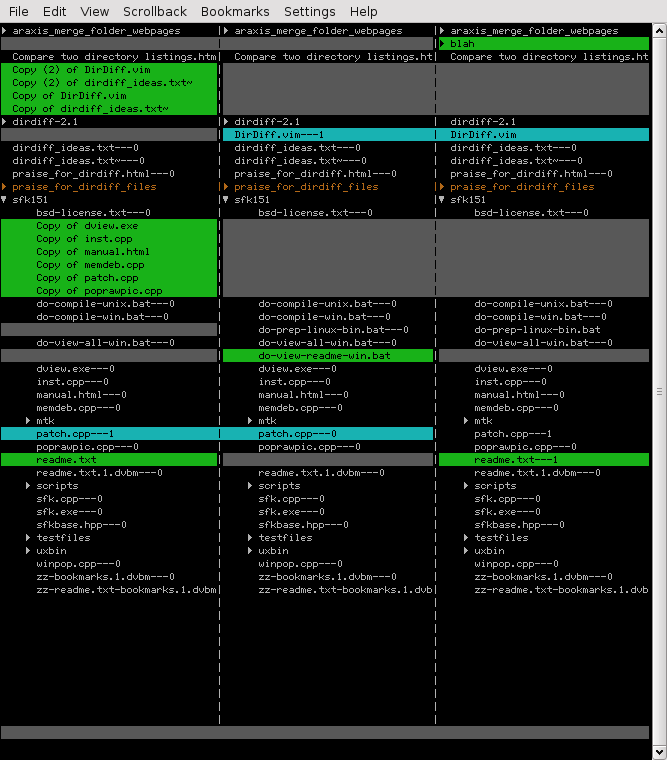 File Edit View Scrollback Bookmarks Settings Help
araxis_merge_folder_webpages | araxis_merge_folder_webpages | araxis_merge_folder_webpages
| | blah
Compare two directory listings.htm| Compare two directory listings.ht| Compare two directory listings.ht
Copy (2) of DirDiff.vim
Copy (2) of dirdiff_ideas.txt~
Copy of DirDiff.vim
Copy of dirdiff_ideas.txt~
dirdiff-2.1 | dirdiff-2.1 | dirdiff-2.1
| DirDiff.vim---1 | DirDiff.vim
dirdiff_ideas.txt---0 | dirdiff_ideas.txt---0 | dirdiff_ideas.txt---0
dirdiff_ideas.txt~---0 | dirdiff_ideas.txt~---0 | dirdiff_ideas.txt~---0
praise_for_dirdiff.html---0 | praise_for_dirdiff.html---0 | praise_for_dirdiff.html---0
praise_for_dirdiff_files | praise_for_dirdiff_files | praise_for_dirdiff_files
sfk151 | sfk151 | sfk151
bsd-license.txt---0 | bsd-license.txt---0 | bsd-license.txt---0
Copy of dview.exe
Copy of inst.cpp
Copy of manual.html
Copy of memdeb.cpp
Copy of patch.cpp
Copy of poprawpic.cpp
do-compile-unix.bat---0 | do-compile-unix.bat---0 | do-compile-unix.bat---0
do-compile-win.bat---0 | do-compile-win.bat---0 | do-compile-win.bat---0
| do-prep-linux-bin.bat---0 | do-prep-linux-bin.bat
do-view-all-win.bat---0 | do-view-all-win.bat---0 | do-view-all-win.bat---0
| do-view-readme-win.bat |
dview.exe---0 | dview.exe---0 | dview.exe---0
inst.cpp---0 | inst.cpp---0 | inst.cpp---0
manual.html---0 | manual.html---0 | manual.html---0
memdeb.cpp---0 | memdeb.cpp---0 | memdeb.cpp---0
mtk | mtk | mtk
patch.cpp---1 | patch.cpp---0 | patch.cpp---1
poprawpic.cpp---0 | poprawpic.cpp---0 | poprawpic.cpp---0
readme.txt | | readme.txt---1
readme.txt.1.dvbm---0 | readme.txt.1.dvbm---0 | readme.txt.1.dvbm---0
scripts | scripts | scripts
sfk.cpp---0 | sfk.cpp---0 | sfk.cpp---0
sfk.exe---0 | sfk.exe---0 | sfk.exe---0
sfkbase.hpp---0 | sfkbase.hpp---0 | sfkbase.hpp---0
testfiles | testfiles | testfiles
uxbin | uxbin | uxbin
winpop.cpp---0 | winpop.cpp---0 | winpop.cpp---0
zz-bookmarks.1.dvbm---0 | zz-bookmarks.1.dvbm---0 | zz-bookmarks.1.dvbm---0
zz-readme.txt-bookmarks.1.dvbm| zz-readme.txt-bookmarks.1.dvb| zz-readme.txt-bookmarks.1.dvb